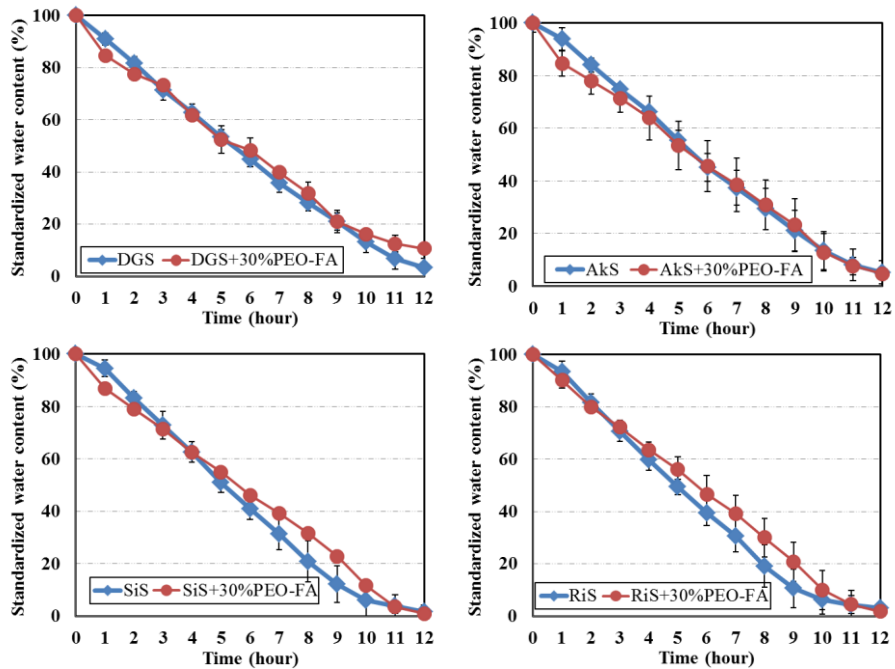 Standardized water content (%)
100
80
60
40
20
0
DGS
DGS+30%PEO-FA
0 1 2 3 4 5 6 7 8 9 10 11 12
Time (hour)
Standardized water content (%)
100
80
60
40
20
0
AkS
AkS+30%PEO-FA
0 1 2 3 4 5 6 7 8 9 10 11 12
Time (hour)
Standardized water content (%)
100
80
60
40
20
0
SiS
SiS+30%PEO-FA
0 1 2 3 4 5 6 7 8 9 10 11 12
Time (hour)
Standardized water content (%)
100
80
60
40
20
0
RiS
RiS+30%PEO-FA
0 1 2 3 4 5 6 7 8 9 10 11 12
Time (hour)